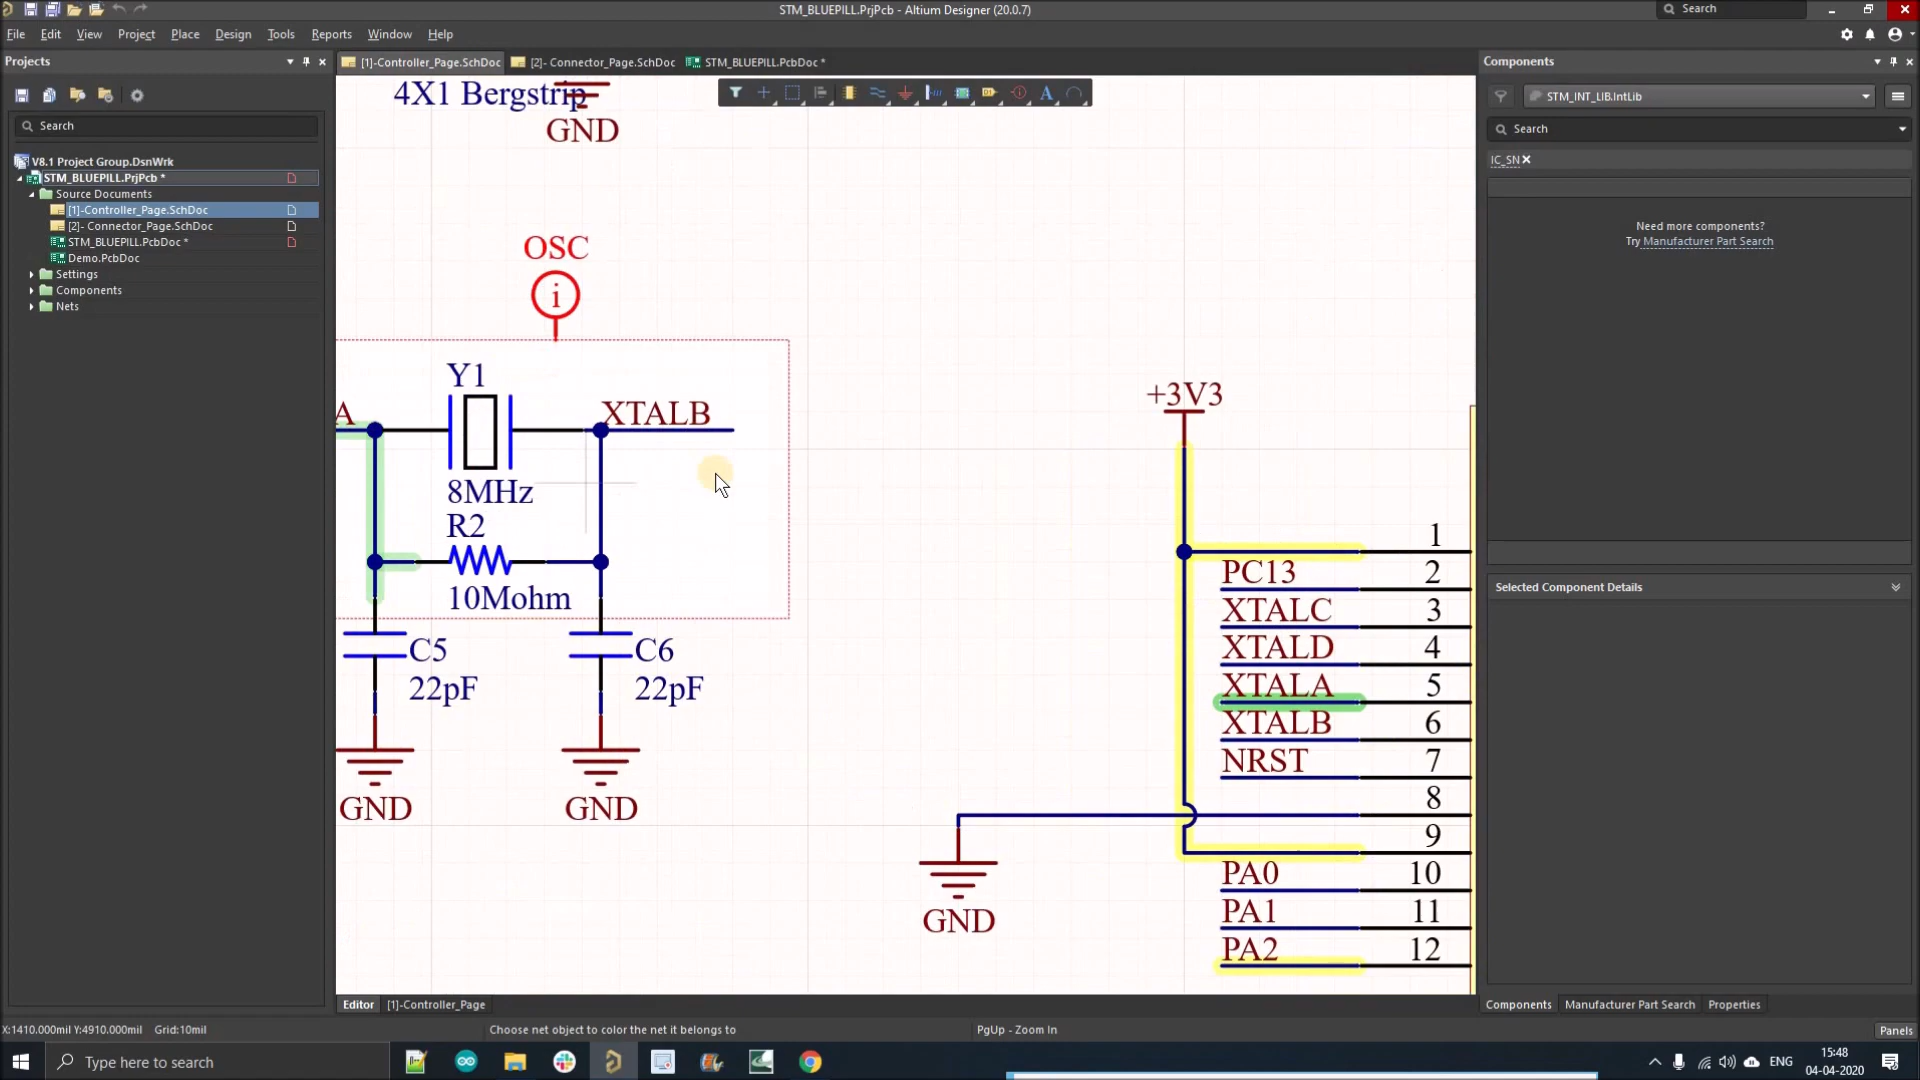 STM_BLUEPILL.PrjPcb - Altium Designer (20.0.7)
Search
File Edit View Project Place Design Tools Reports Window Help
Projects
[1]-Controller_Page.SchDoc
[2]- Connector_Page.SchDoc
STM_BLUEPILL.PcbDoc *
Components
Search
V8.1 Project Group.DsnWrk
STM_BLUEPILL.PrjPcb *
Source Documents
[1]-Controller_Page.SchDoc
[2]- Connector_Page.SchDoc
STM_BLUEPILL.PcbDoc *
Demo.PcbDoc
Settings
Components
Nets
4X1 Bergstrip
GND
OSC
i
Y1
A
XTALB
8MHz
R2
10Mohm
C5
22pF
C6
22pF
GND
GND
+3V3
1
PC13 2
XTALC 3
XTALD 4
XTALA 5
XTALB 6
NRST 7
8
9
PA0 10
PA1 11
PA2 12
GND
STM_INT_LIB.IntLib
Search
IC_SN
Need more components?
Try Manufacturer Part Search
Selected Component Details
Editor [1]-Controller_Page
Components Manufacturer Part Search Properties
X:1410.000mil Y:4910.000mil Grid:10mil
Choose net object to color the net it belongs to
PgUp - Zoom In
Panels
Type here to search
ENG
15:48
04-04-2020